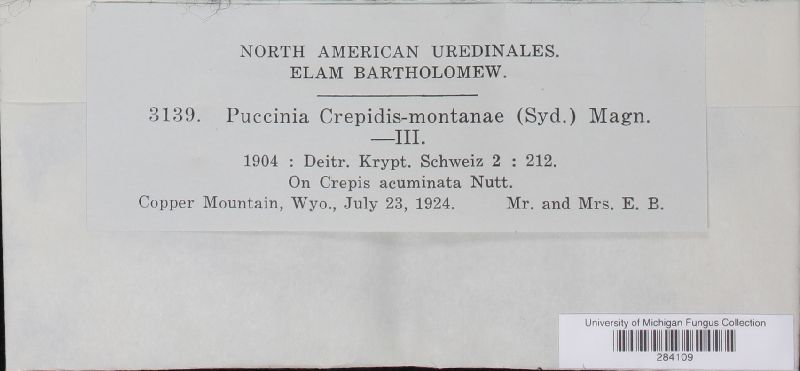 NORTH AMERICAN UREDINALES.
ELAM BARTHOLOMEW.
3139. Puccinia Crepidis-montanae (Syd.) Magn.
—III.
1904 : Deitr. Krypt. Schweiz 2 : 212.
On Crepis acuminata Nutt.
Copper Mountain, Wyo., July 23, 1924. Mr. and Mrs. E. B.
University of Michigan Fungus Collection
284109